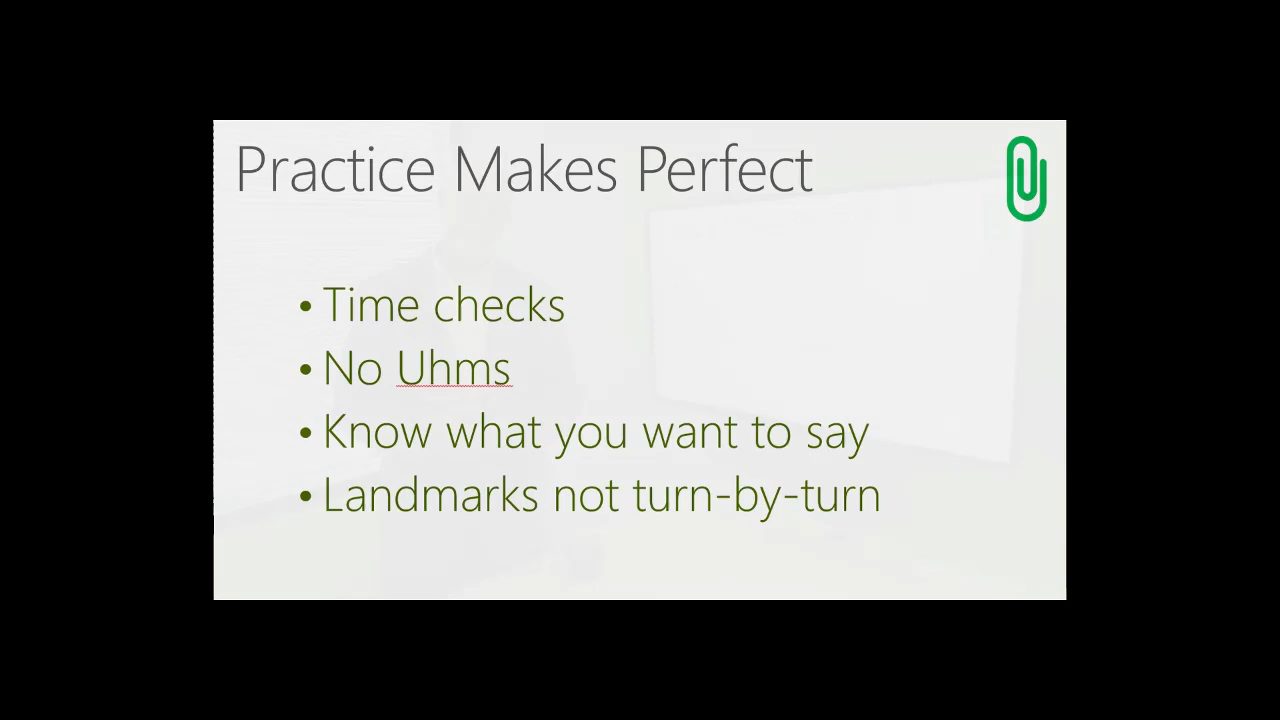 Practice Makes Perfect
• Time checks
• No Uhms
• Know what you want to say
• Landmarks not turn-by-turn